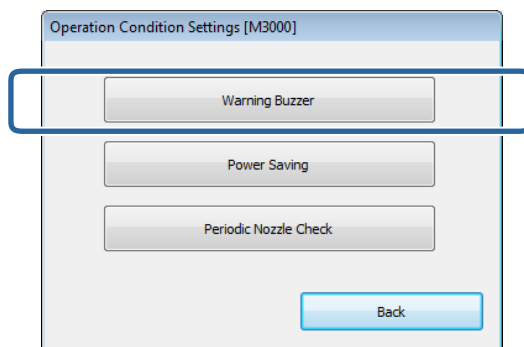 Operation Condition Settings [M3000]
Warning Buzzer
Power Saving
Periodic Nozzle Check
Back